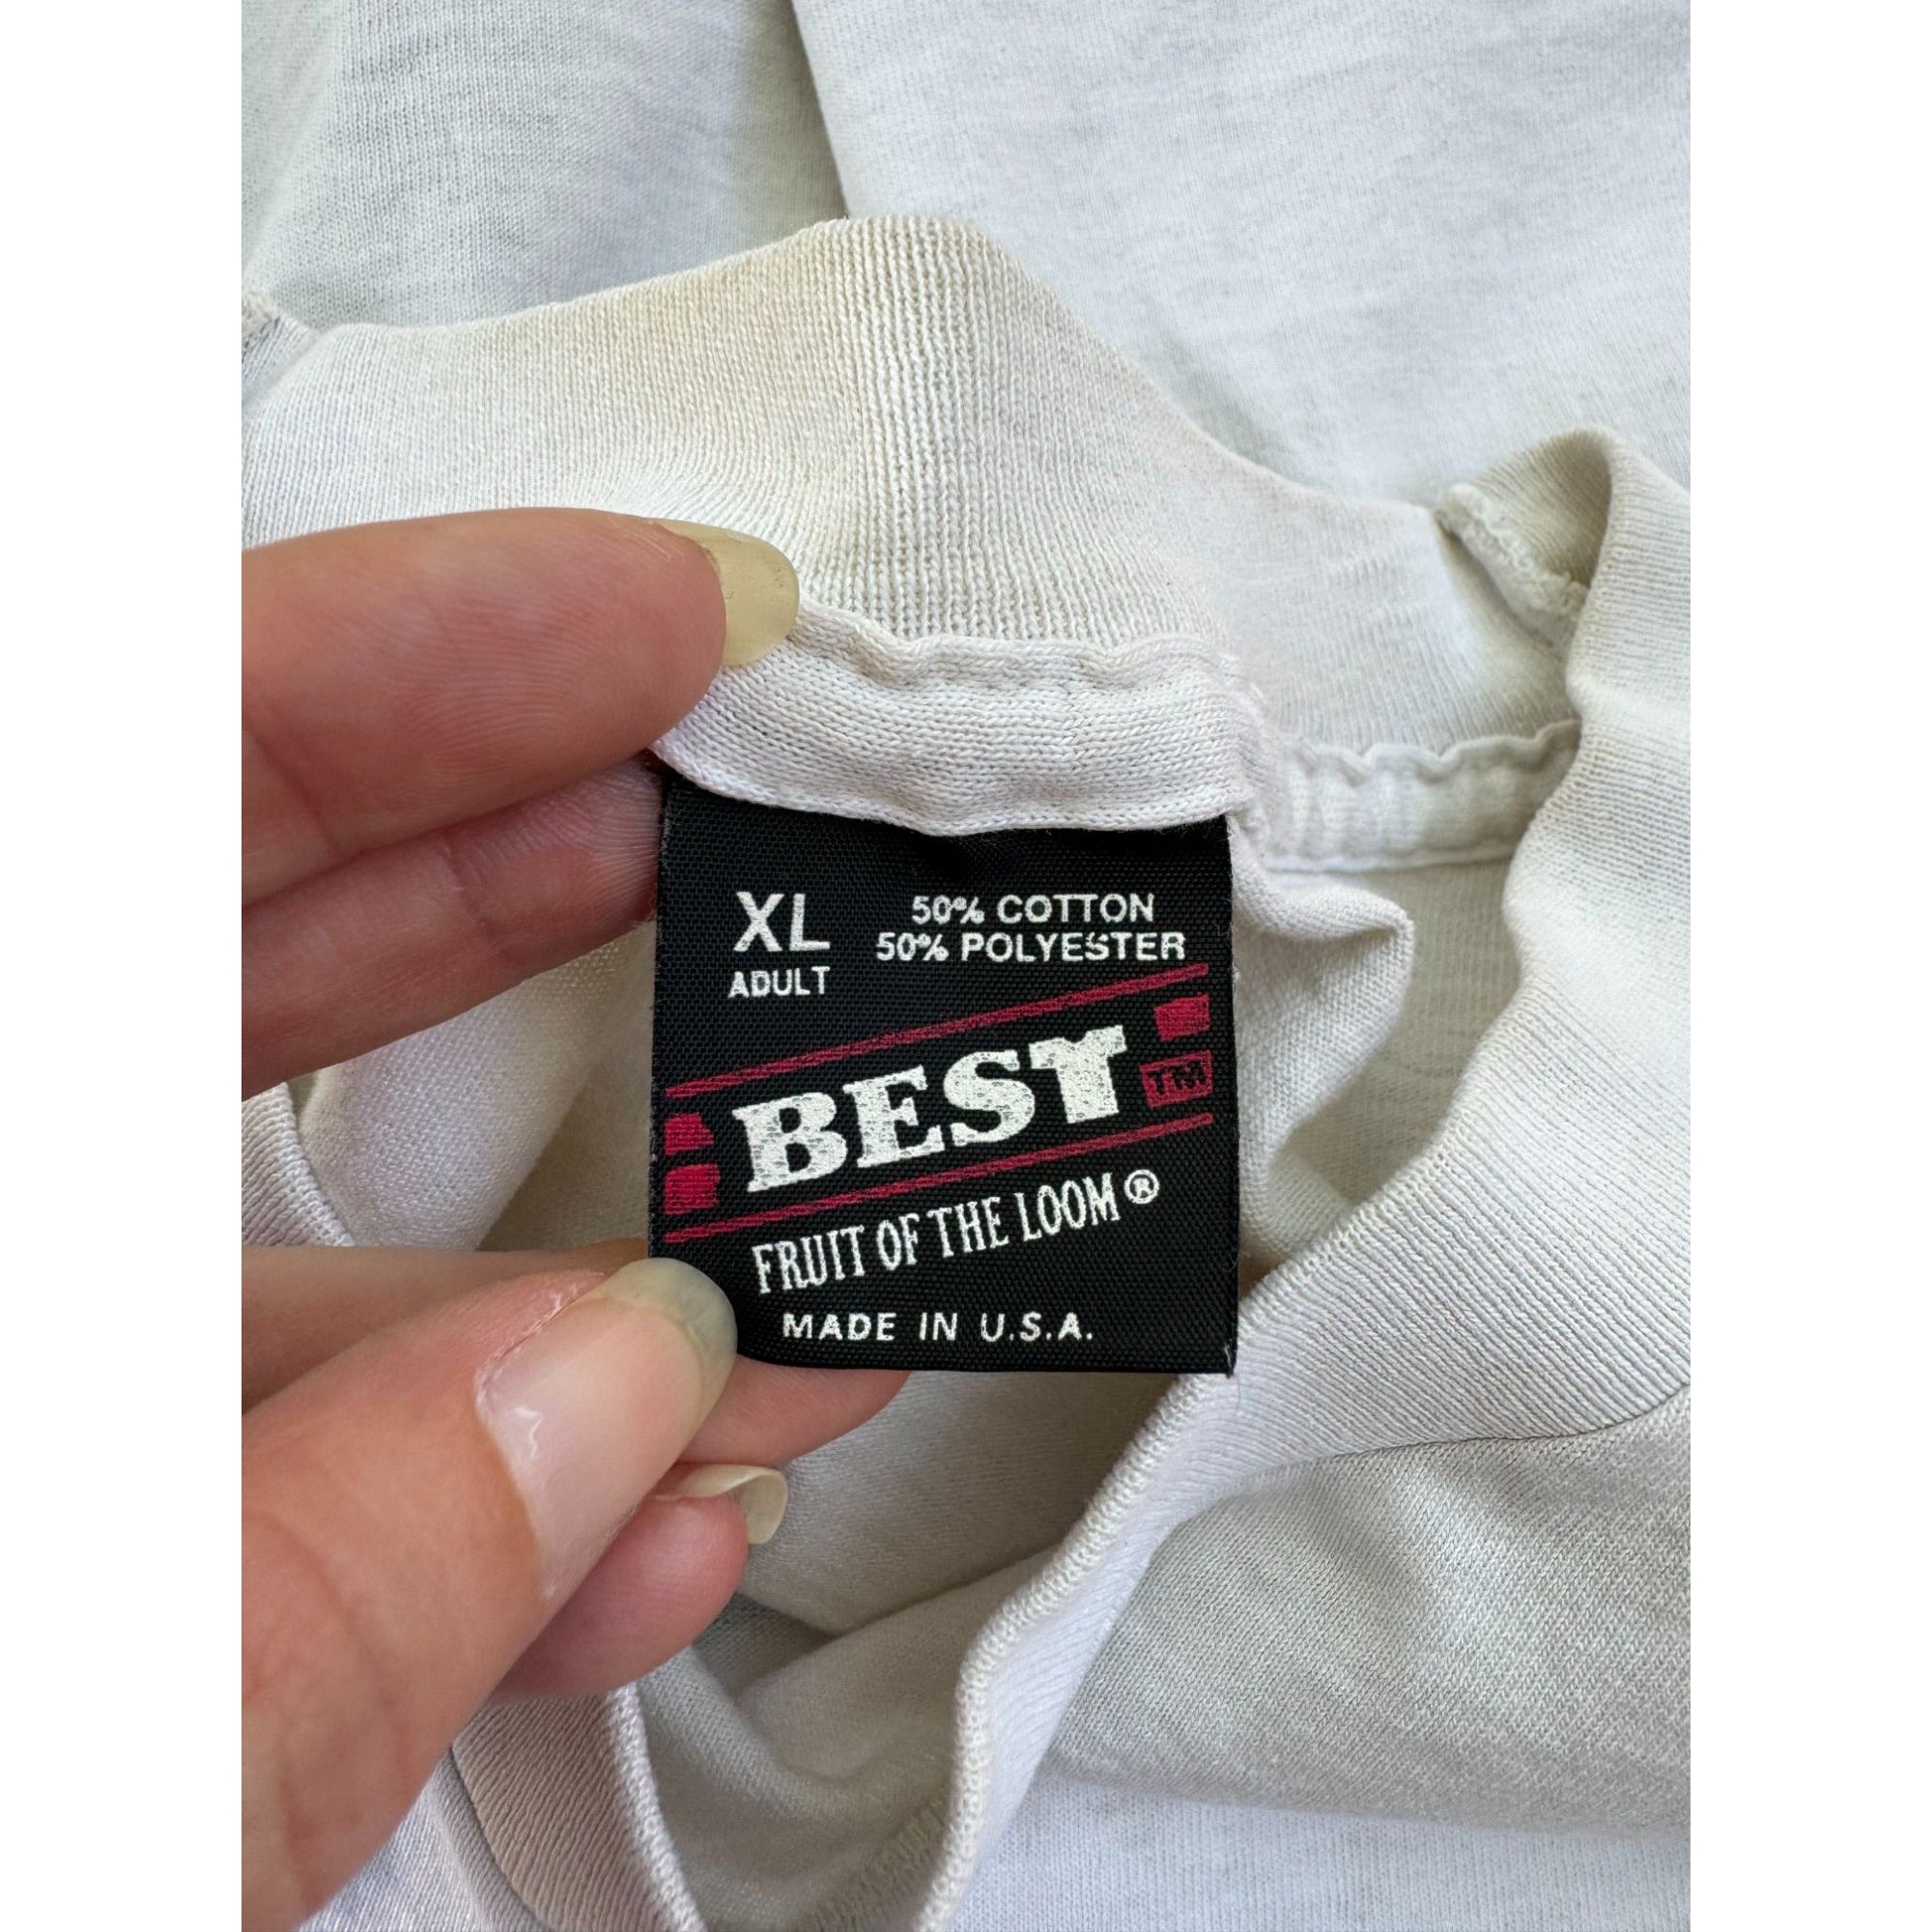 XL
ADULT
50% COTTON
50% POLYESTER
BEST TM
FRUIT OF THE LOOM ®
MADE IN U.S.A.